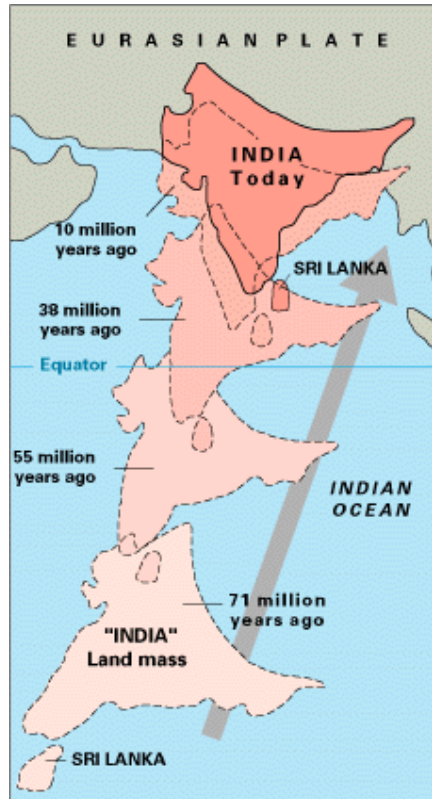 EURASIAN PLATE
INDIA
Today
10 million
years ago
SRI LANKA
38 million
years ago
Equator
55 million
years ago
INDIAN
OCEAN
71 million
years ago
"INDIA"
Land mass
SRI LANKA